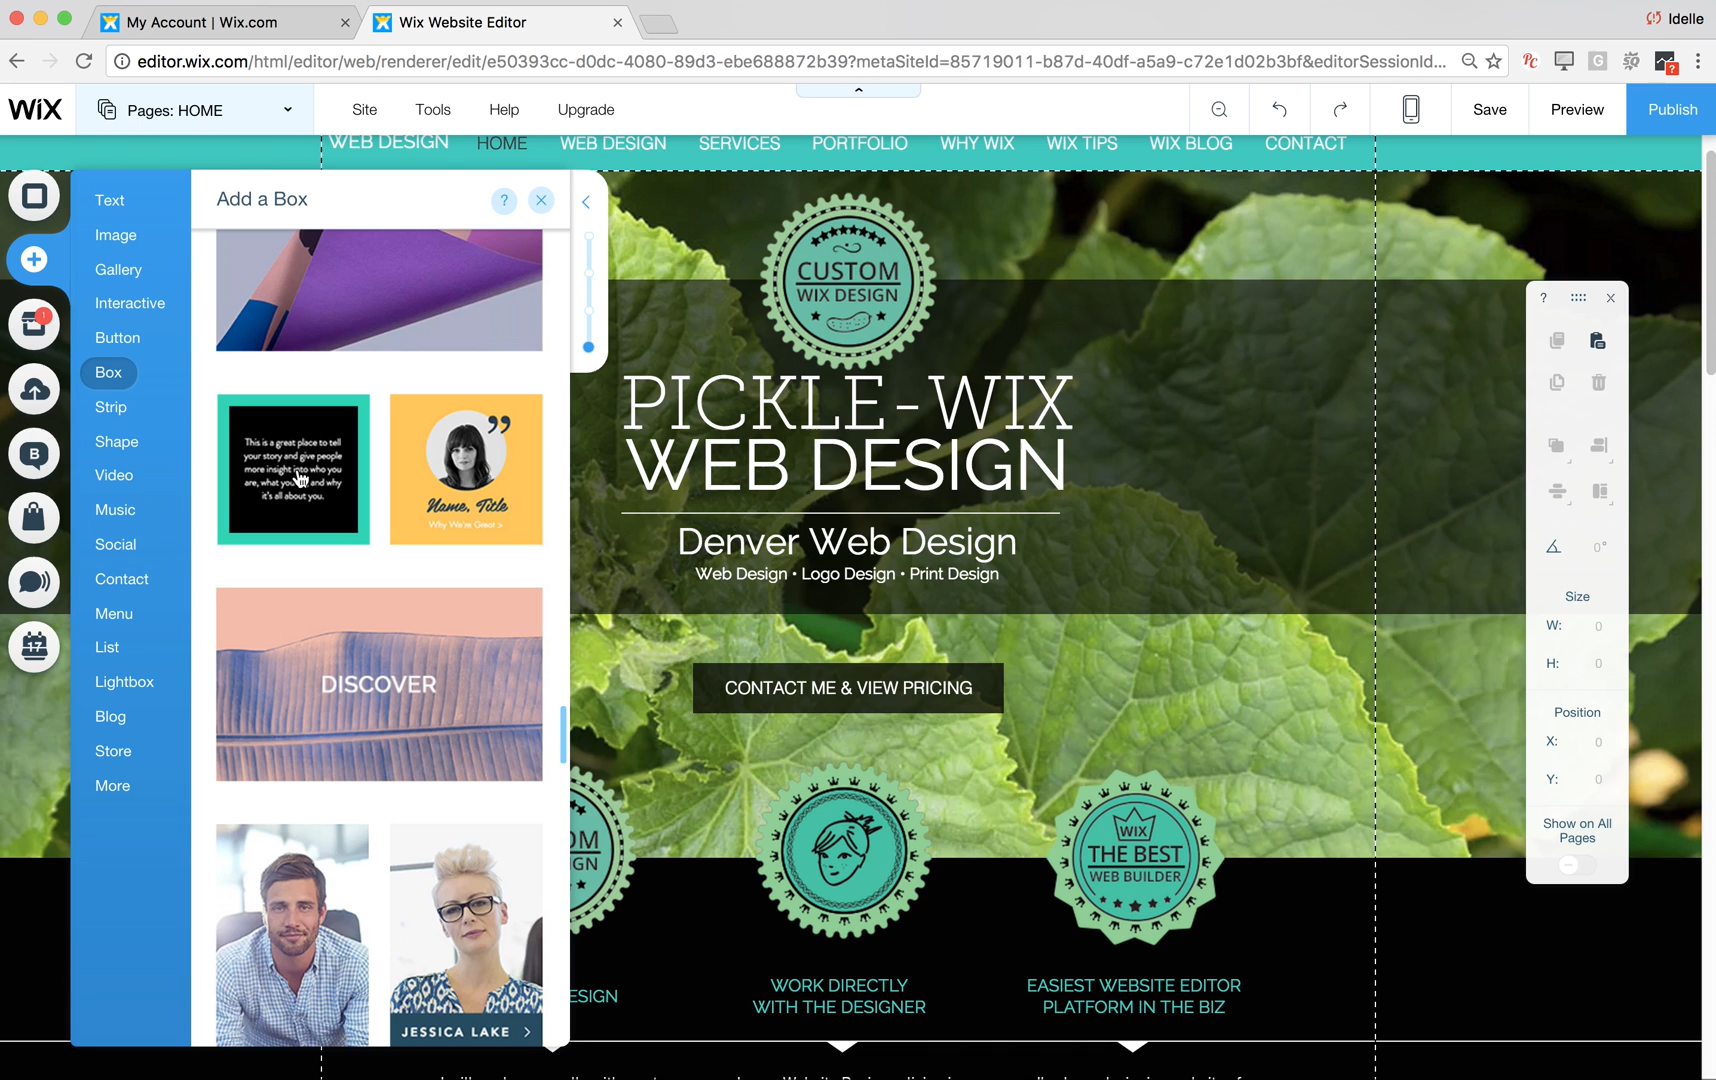 My Account | Wix.com
Wix Website Editor
Idelle
editor.wix.com/html/editor/web/renderer/edit/e50393cc-d0dc-4080-89d3-ebe688872b39?metaSiteId=85719011-b87d-40df-a5a9-c72e1d02b3bf&editorSessionId...
WiX
Pages: HOME
Site
Tools
Help
Upgrade
Save
Preview
Publish
WEB DESIGN
HOME
WEB DESIGN
SERVICES
PORTFOLIO
WHY WIX
WIX TIPS
WIX BLOG
CONTACT
Text
Image
Gallery
Interactive
Button
Box
Strip
Shape
Video
Music
Social
Contact
Menu
List
Lightbox
Blog
Store
More
1
B
17
Add a Box
?
This is a great place to tell
your story and give people
more insight into who you
are, what you and why
it's all about you.
Name, Title
Why We're Great >
DISCOVER
JESSICA LAKE >
CUSTOM
WIX DESIGN
PICKLE-WIX
WEB DESIGN
Denver Web Design
Web Design • Logo Design • Print Design
CONTACT ME & VIEW PRICING
OM
GN
WIX
THE BEST
WEB BUILDER
ESIGN
WORK DIRECTLY
WITH THE DESIGNER
EASIEST WEBSITE EDITOR
PLATFORM IN THE BIZ
?
0°
Size
W: 0
H: 0
Position
X: 0
Y: 0
Show on All
Pages